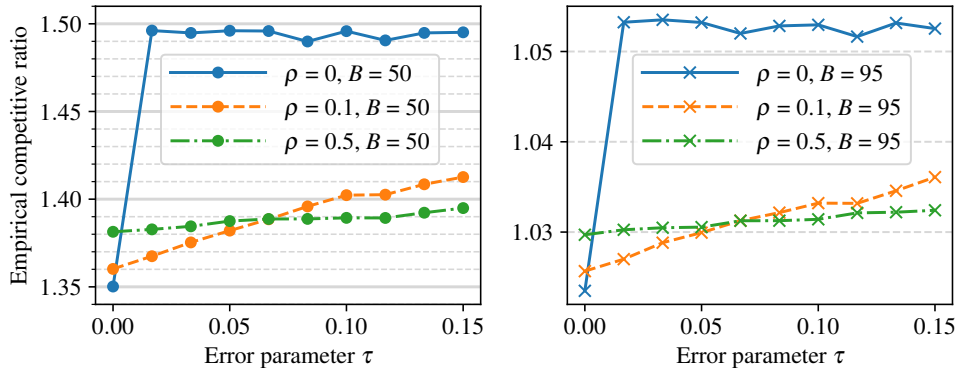 Empirical competitive ratio
1.50
1.45
1.40
1.35
ρ = 0, B = 50
ρ = 0.1, B = 50
ρ = 0.5, B = 50
0.00 0.05 0.10 0.15
Error parameter τ
1.05
1.04
1.03
ρ = 0, B = 95
ρ = 0.1, B = 95
ρ = 0.5, B = 95
0.00 0.05 0.10 0.15
Error parameter τ